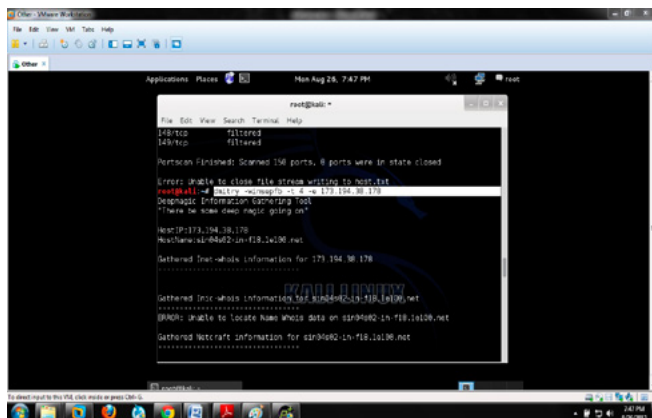 Other - VMware Workstation
File Edit View VM Tabs Help
Other
Applications Places
Mon Aug 26, 7:47 PM
root
root@kali: ~
File Edit View Search Terminal Help
148/tcp filtered
149/tcp filtered
Portscan Finished: Scanned 150 ports, 0 ports were in state closed
Error: Unable to close file stream writing to host.txt
root@kali:~# dmitry -winsepfb -t 4 -o 173.194.38.178
Deepmagic Information Gathering Tool
"There be some deep magic going on"
HostIP:173.194.38.178
HostName:sin04s02-in-f18.1e100.net
Gathered Inet-whois information for 173.194.38.178
---------------------------------
KALI LINUX
Gathered Inic-whois information for sin04s02-in-f18.1e100.net
---------------------------------
ERROR: Unable to locate Name Whois data on sin04s02-in-f18.1e100.net
Gathered Netcraft information for sin04s02-in-f18.1e100.net
---------------------------------
To direct input to this VM, click inside or press Ctrl+G.
2:47 PM